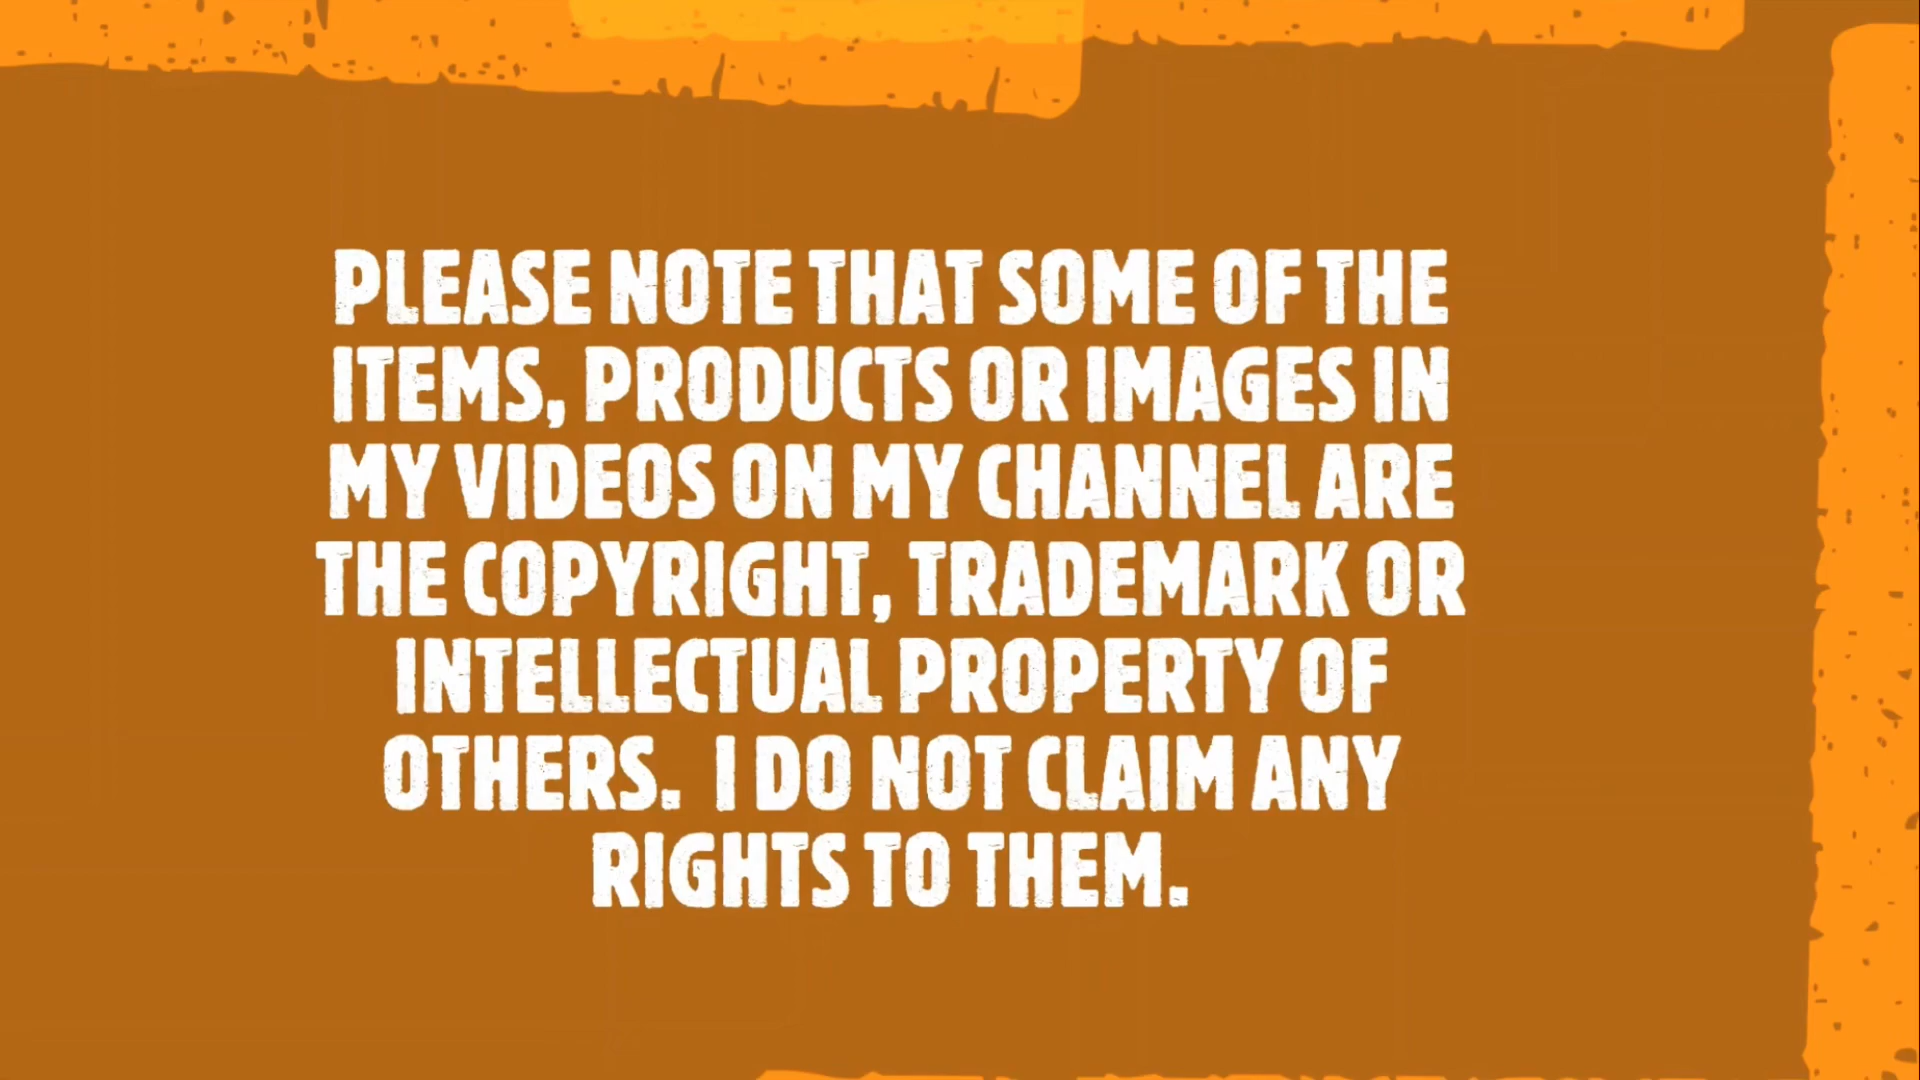 PLEASE NOTE THAT SOME OF THE
ITEMS, PRODUCTS OR IMAGES IN
MY VIDEOS ON MY CHANNEL ARE
THE COPYRIGHT, TRADEMARK OR
INTELLECTUAL PROPERTY OF
OTHERS. I DO NOT CLAIM ANY
RIGHTS TO THEM.